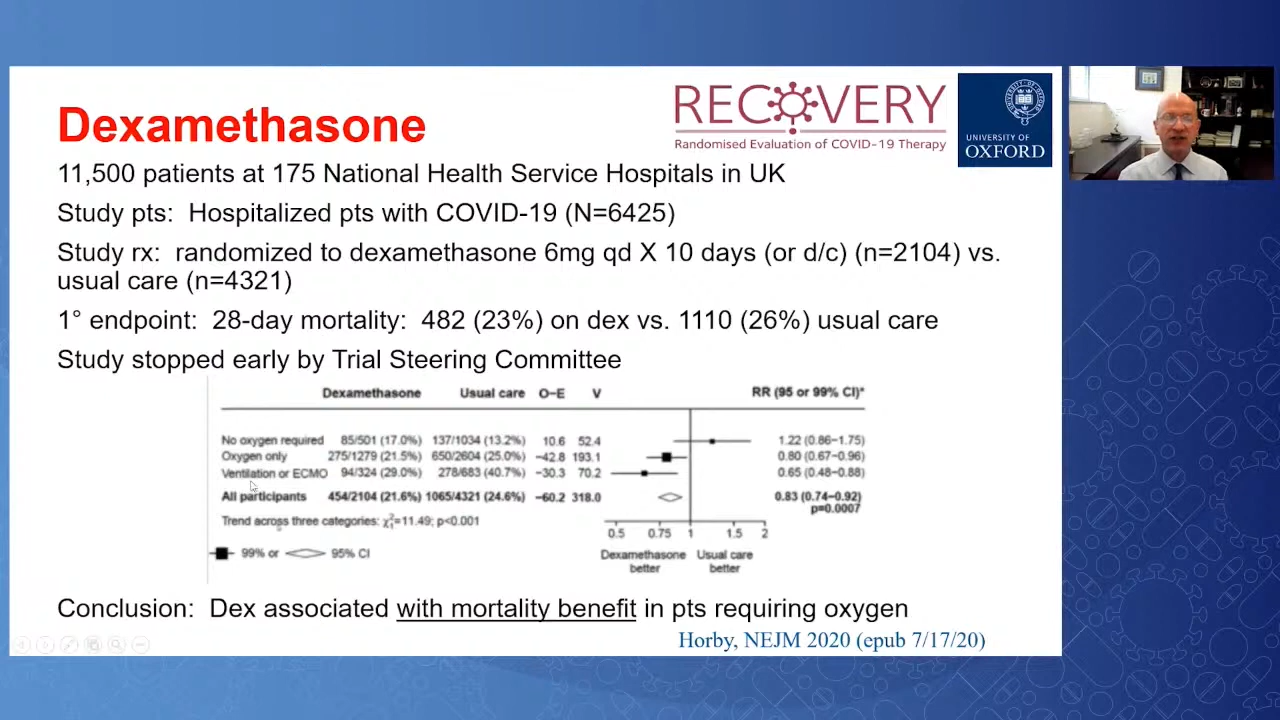 Dexamethasone
RECOVERY
Randomised Evaluation of COVID-19 Therapy
UNIVERSITY OF
OXFORD
11,500 patients at 175 National Health Service Hospitals in UK
Study pts: Hospitalized pts with COVID-19 (N=6425)
Study rx: randomized to dexamethasone 6mg qd X 10 days (or d/c) (n=2104) vs.
usual care (n=4321)
1° endpoint: 28-day mortality: 482 (23%) on dex vs. 1110 (26%) usual care
Study stopped early by Trial Steering Committee
Dexamethasone Usual care O–E V RR (95 or 99% CI)*
No oxygen required 85/501 (17.0%) 137/1034 (13.2%) 10.6 52.4 1.22 (0.86–1.75)
Oxygen only 275/1279 (21.5%) 650/2604 (25.0%) –42.8 193.1 0.80 (0.67–0.96)
Ventilation or ECMO 94/324 (29.0%) 278/683 (40.7%) –30.3 70.2 0.65 (0.48–0.88)
All participants 454/2104 (21.6%) 1065/4321 (24.6%) –60.2 318.0 0.83 (0.74–0.92)
p=0.0007
Trend across three categories: χ²₁=11.49; p<0.001
0.5 0.75 1 1.5 2
99% or 95% CI
Dexamethasone Usual care
better better
Conclusion: Dex associated with mortality benefit in pts requiring oxygen
Horby, NEJM 2020 (epub 7/17/20)